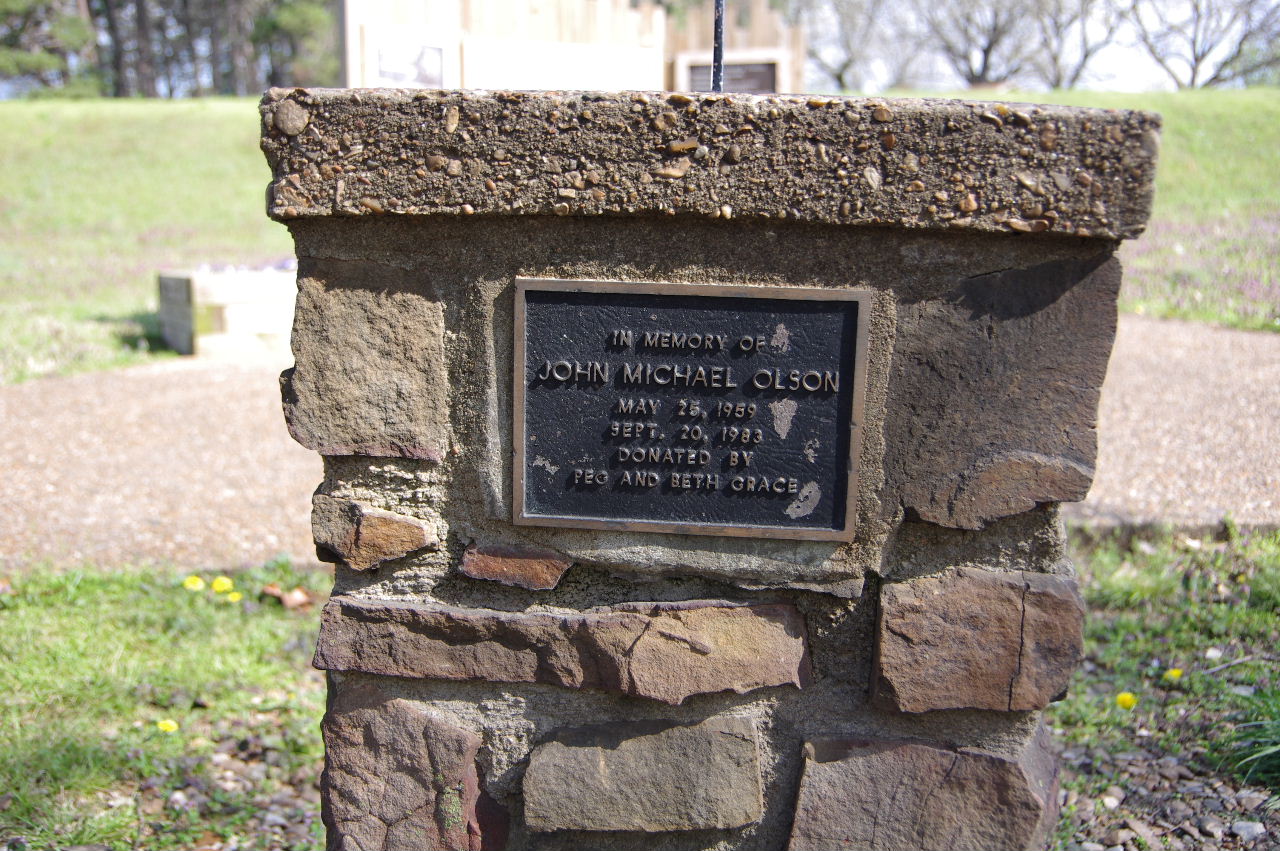 IN MEMORY OF
JOHN MICHAEL OLSON
MAY 25, 1959
SEPT. 20, 1983
DONATED BY
PEG AND BETH GRACE